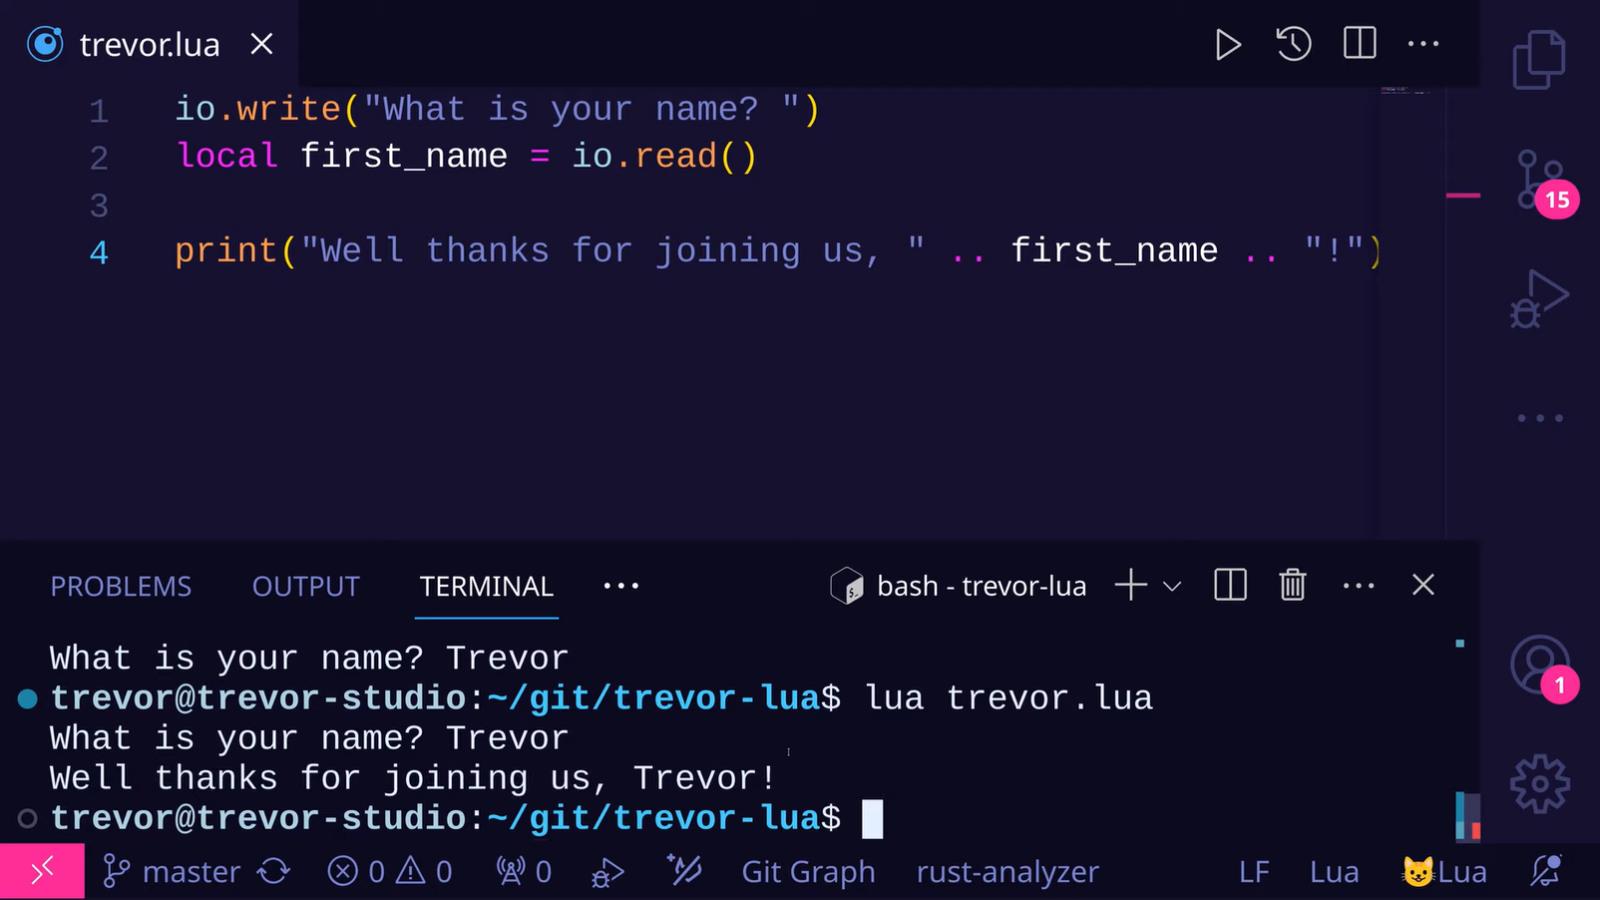 trevor.lua
1 io.write("What is your name? ")
2 local first_name = io.read()
3
4 print("Well thanks for joining us, " .. first_name .. "!")
15
PROBLEMS OUTPUT TERMINAL bash - trevor-lua
What is your name? Trevor
trevor@trevor-studio:~/git/trevor-lua$ lua trevor.lua
What is your name? Trevor
Well thanks for joining us, Trevor!
trevor@trevor-studio:~/git/trevor-lua$
1
master 0 0 0 Git Graph rust-analyzer LF Lua Lua